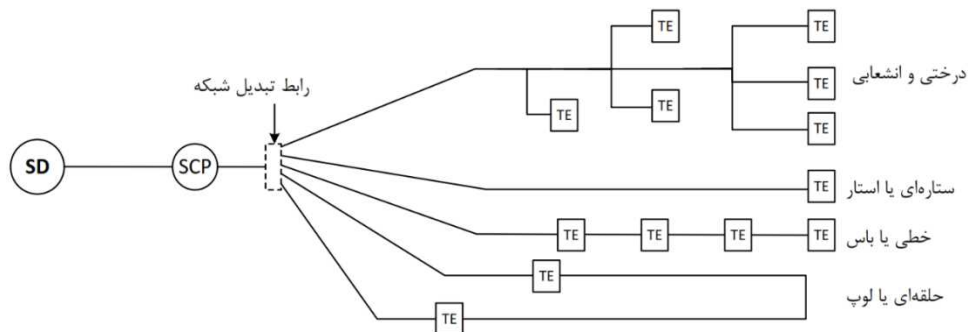 TE
TE
درختی و انشعابی
TE
رابط تبدیل شبکه
TE
TE
TE
SD
SCP
TE
ستاره‌ای یا استار
TE
TE
TE
TE
خطی یا باس
TE
حلقه‌ای یا لوپ
TE